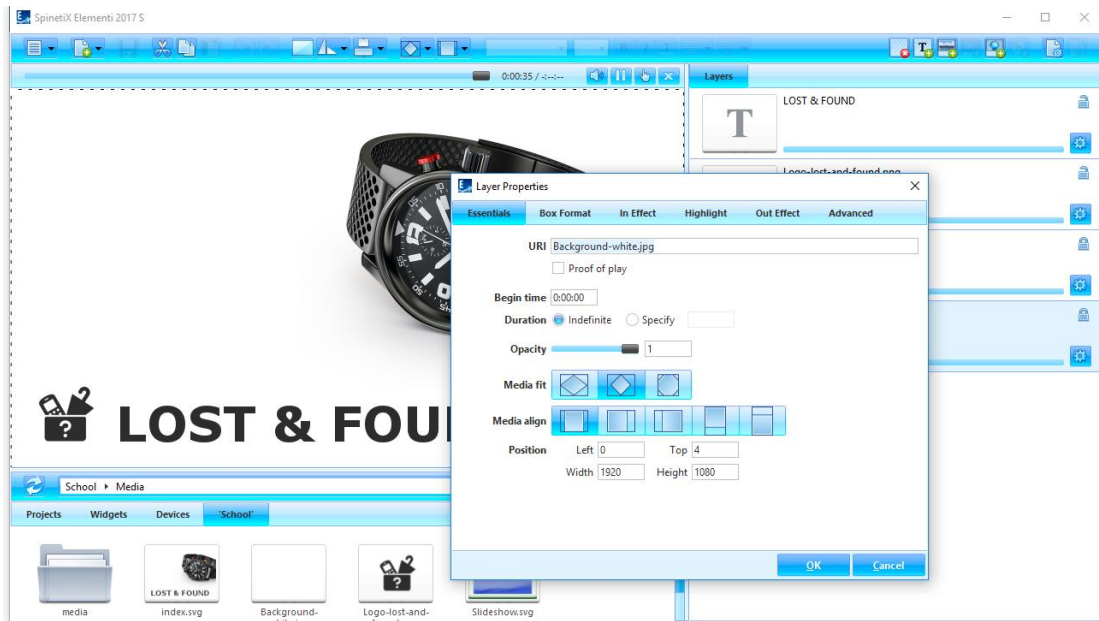 SpinetiX Elementi 2017 S
0:00:35 / -:--:--
Layers
LOST & FOUND
Logo-lost-and-found.png
LOST & FOU
Layer Properties
Essentials Box Format In Effect Highlight Out Effect Advanced
URI Background-white.jpg
Proof of play
Begin time 0:00:00
Duration Indefinite Specify
Opacity 1
Media fit
Media align
Position Left 0 Top 4
Width 1920 Height 1080
OK Cancel
School ▸ Media
Projects Widgets Devices 'School'
LOST & FOUND
media index.svg Background- Logo-lost-and- Slideshow.svg